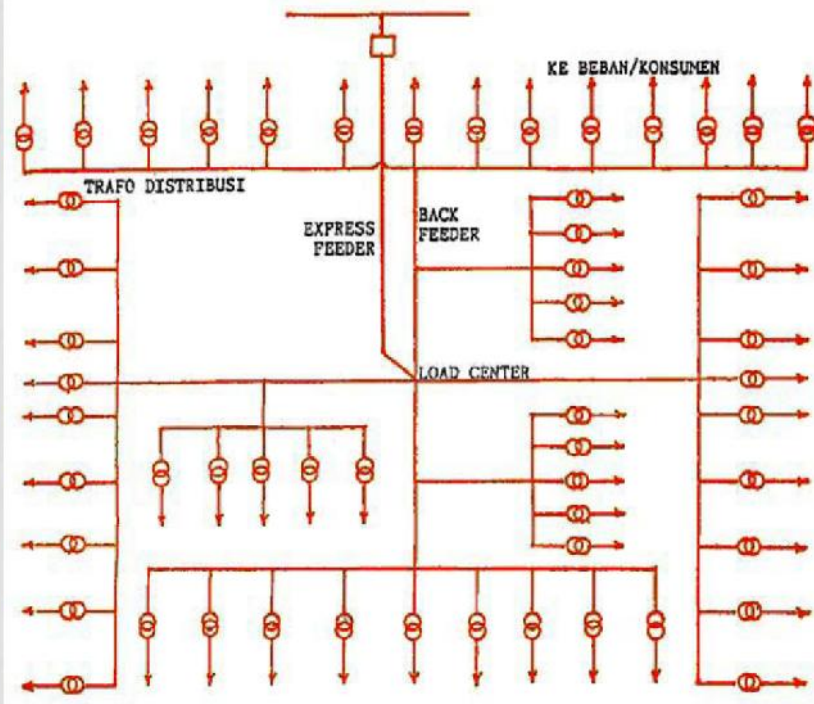 KE BEBAN/KONSUMEN
TRAFO DISTRIBUSI
EXPRESS
FEEDER
BACK
FEEDER
LOAD CENTER